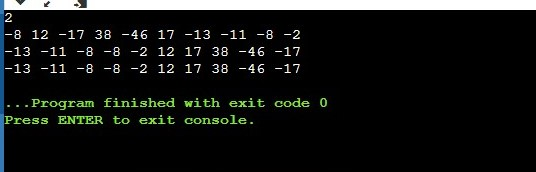 2
-8 12 -17 38 -46 17 -13 -11 -8 -2
-13 -11 -8 -8 -2 12 17 38 -46 -17
-13 -11 -8 -8 -2 12 17 38 -46 -17
...Program finished with exit code 0
Press ENTER to exit console.